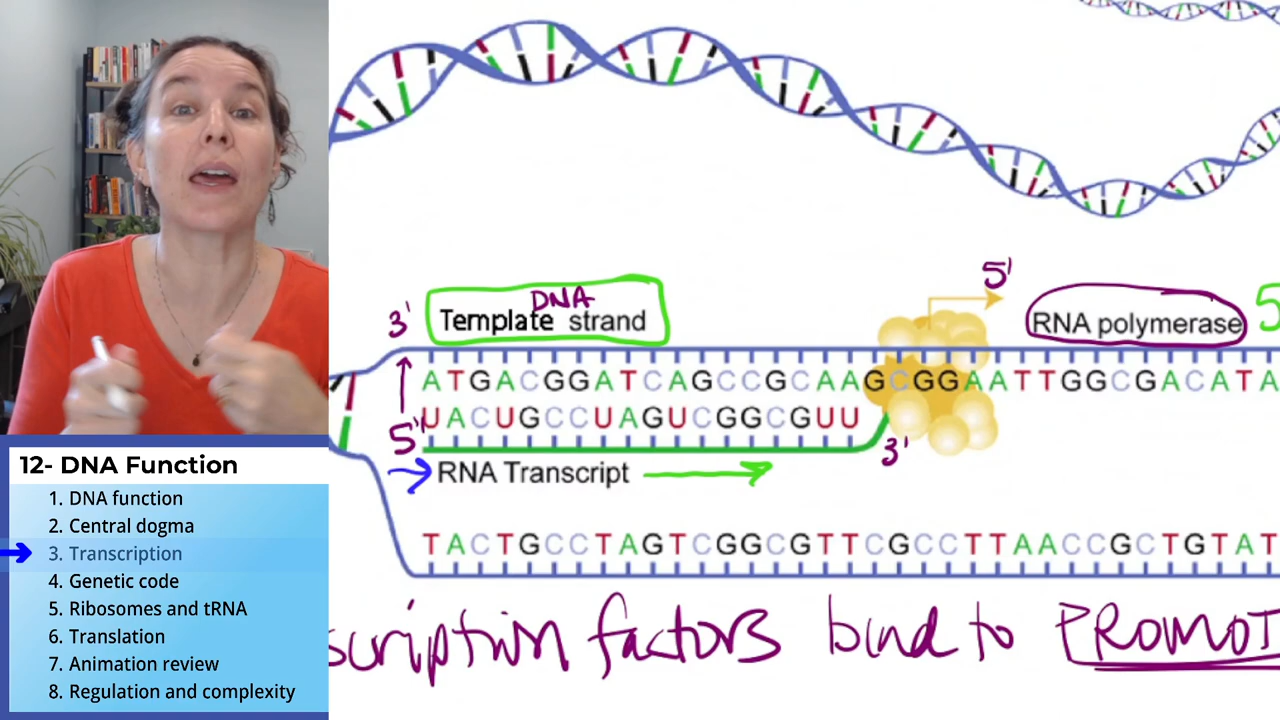 5'
DNA
3'
Template strand
RNA polymerase
5
ATGACGGATCAGCCGCAAGCGGAATTGGCGACATA
UACUGCCUAGUCGGCGUU
5'
3'
RNA Transcript
12- DNA Function
1. DNA function
2. Central dogma
3. Transcription
4. Genetic code
5. Ribosomes and tRNA
6. Translation
7. Animation review
8. Regulation and complexity
TACTGCCTAGTCGGCGTTCGCCTTAACCGCTGTAT
scription factors bind to PROMOT